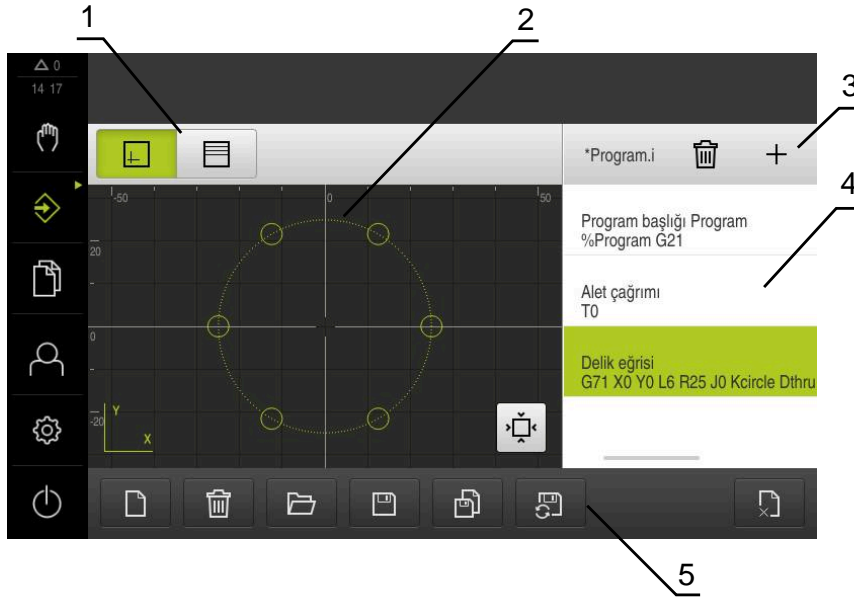 1
2
3
4
5
0
14 17
*Program.i
-50
0
50
20
0
-20
Y
X
Program başlığı Program
%Program G21
Alet çağrımı
T0
Delik eğrisi
G71 X0 Y0 L6 R25 J0 Kcircle Dthru